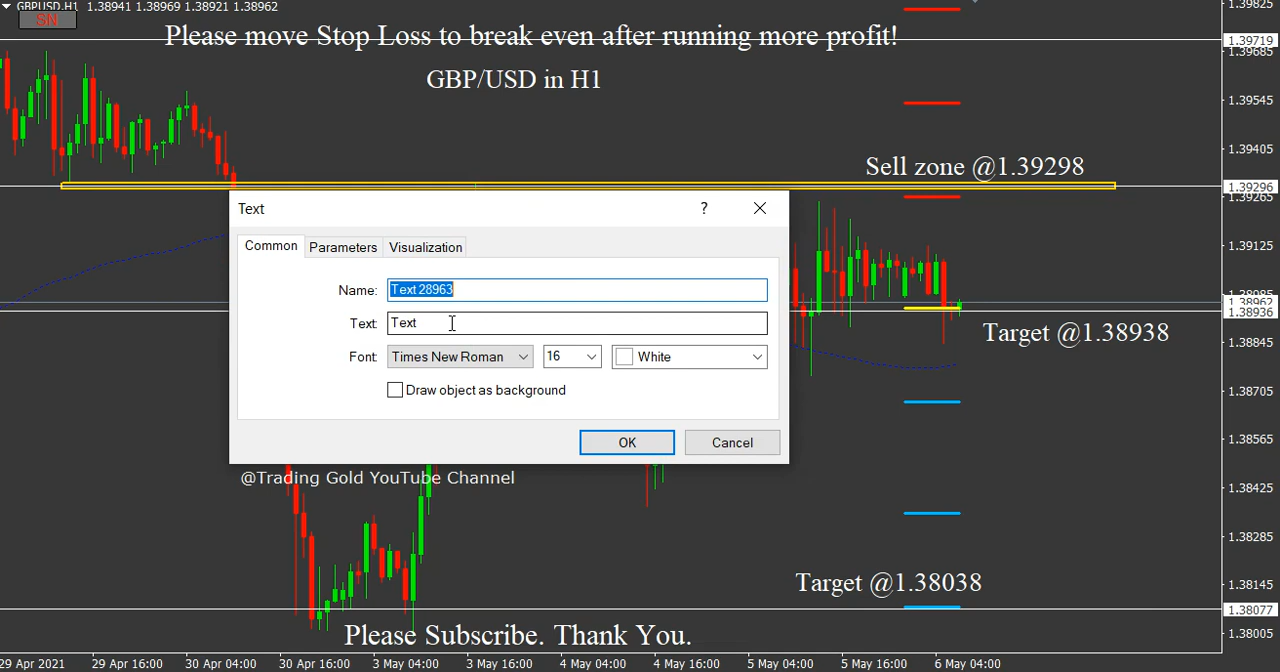 GBPUSD,H1 1.38941 1.38969 1.38921 1.38962
SN
Please move Stop Loss to break even after running more profit!
GBP/USD in H1
Sell zone @1.39298
Text
?
Common
Parameters
Visualization
Name:
Text 28963
Text:
Text
Font:
Times New Roman
16
White
Draw object as background
OK
Cancel
Target @1.38938
@Trading Gold YouTube Channel
Target @1.38038
Please Subscribe. Thank You.
1.39825
1.39719
1.39685
1.39545
1.39405
1.39296
1.39265
1.39125
1.38985
1.38962
1.38936
1.38845
1.38705
1.38565
1.38425
1.38285
1.38145
1.38077
1.38005
29 Apr 2021
29 Apr 16:00
30 Apr 04:00
30 Apr 16:00
3 May 04:00
3 May 16:00
4 May 04:00
4 May 16:00
5 May 04:00
5 May 16:00
6 May 04:00